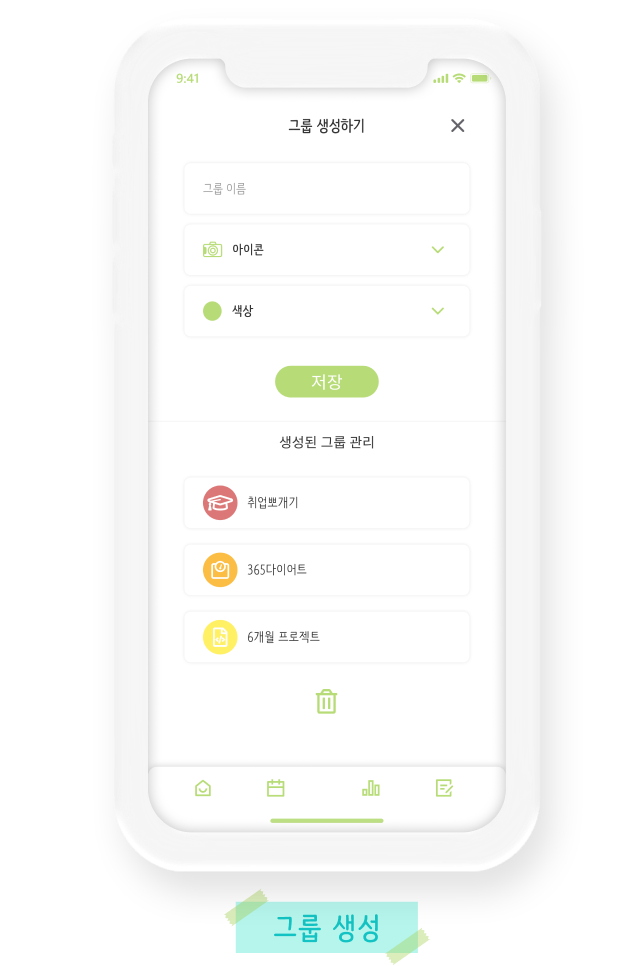 9:41
그룹 생성하기
그룹 이름
아이콘
색상
저장
생성된 그룹 관리
취업뽀개기
365다이어트
6개월 프로젝트
그룹 생성